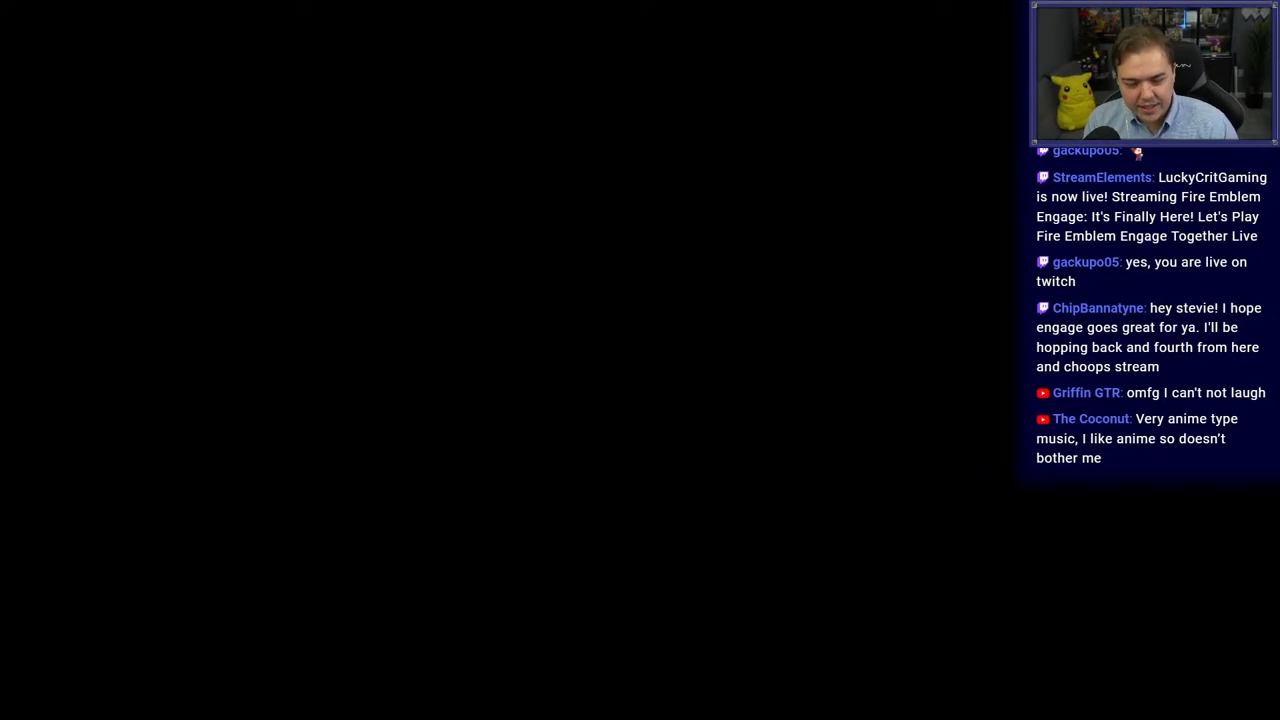 gackupo05:
StreamElements: LuckyCritGaming
is now live! Streaming Fire Emblem
Engage: It's Finally Here! Let's Play
Fire Emblem Engage Together Live
gackupo05: yes, you are live on
twitch
ChipBannatyne: hey stevie! I hope
engage goes great for ya. I'll be
hopping back and fourth from here
and choops stream
Griffin GTR: omfg I can't not laugh
The Coconut: Very anime type
music, I like anime so doesn't
bother me